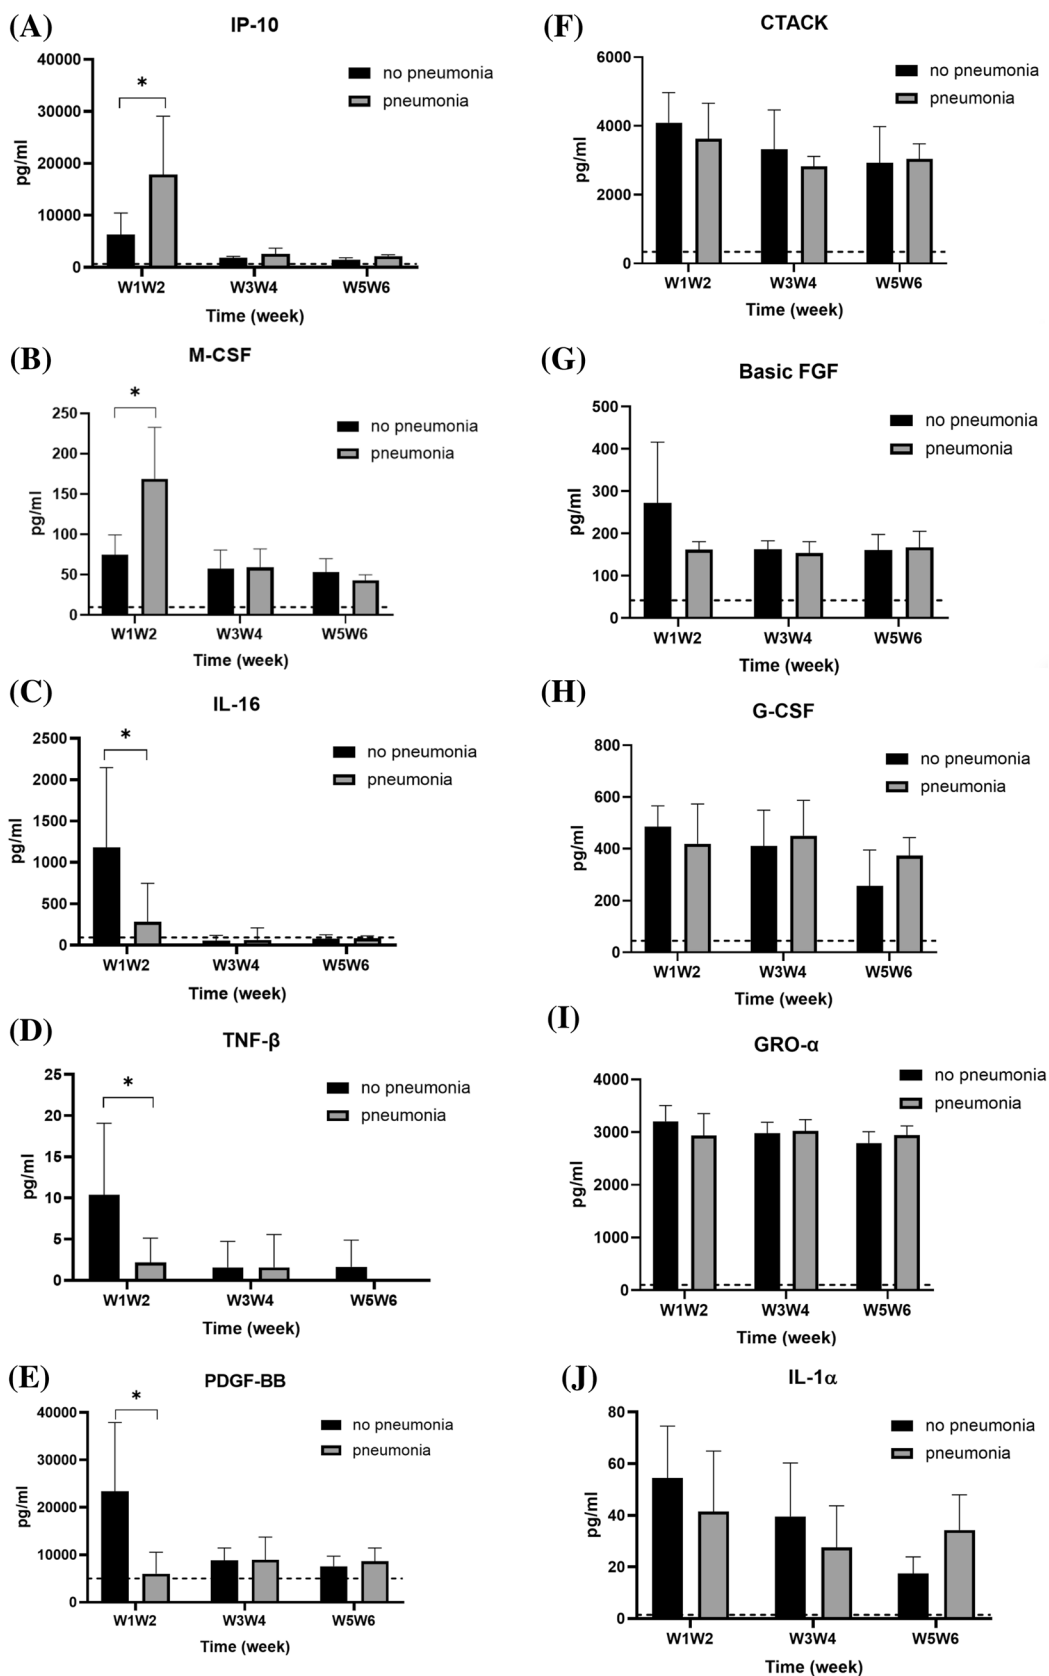 (A)
IP-10
40000
30000
20000
10000
0
pg/ml
*
no pneumonia
pneumonia
W1W2 W3W4 W5W6
Time (week)
(B)
M-CSF
250
200
150
100
50
0
pg/ml
*
no pneumonia
pneumonia
W1W2 W3W4 W5W6
Time (week)
(C)
IL-16
2500
2000
1500
1000
500
0
pg/ml
*
no pneumonia
pneumonia
W1W2 W3W4 W5W6
Time (week)
(D)
TNF-β
25
20
15
10
5
0
pg/ml
*
no pneumonia
pneumonia
W1W2 W3W4 W5W6
Time (week)
(E)
PDGF-BB
40000
30000
20000
10000
0
pg/ml
*
no pneumonia
pneumonia
W1W2 W3W4 W5W6
Time (week)
(F)
CTACK
6000
4000
2000
0
pg/ml
no pneumonia
pneumonia
W1W2 W3W4 W5W6
Time (week)
(G)
Basic FGF
500
400
300
200
100
0
pg/ml
no pneumonia
pneumonia
W1W2 W3W4 W5W6
Time (week)
(H)
G-CSF
800
600
400
200
0
pg/ml
no pneumonia
pneumonia
W1W2 W3W4 W5W6
Time (week)
(I)
GRO-α
4000
3000
2000
1000
0
pg/ml
no pneumonia
pneumonia
W1W2 W3W4 W5W6
Time (week)
(J)
IL-1α
80
60
40
20
0
pg/ml
no pneumonia
pneumonia
W1W2 W3W4 W5W6
Time (week)